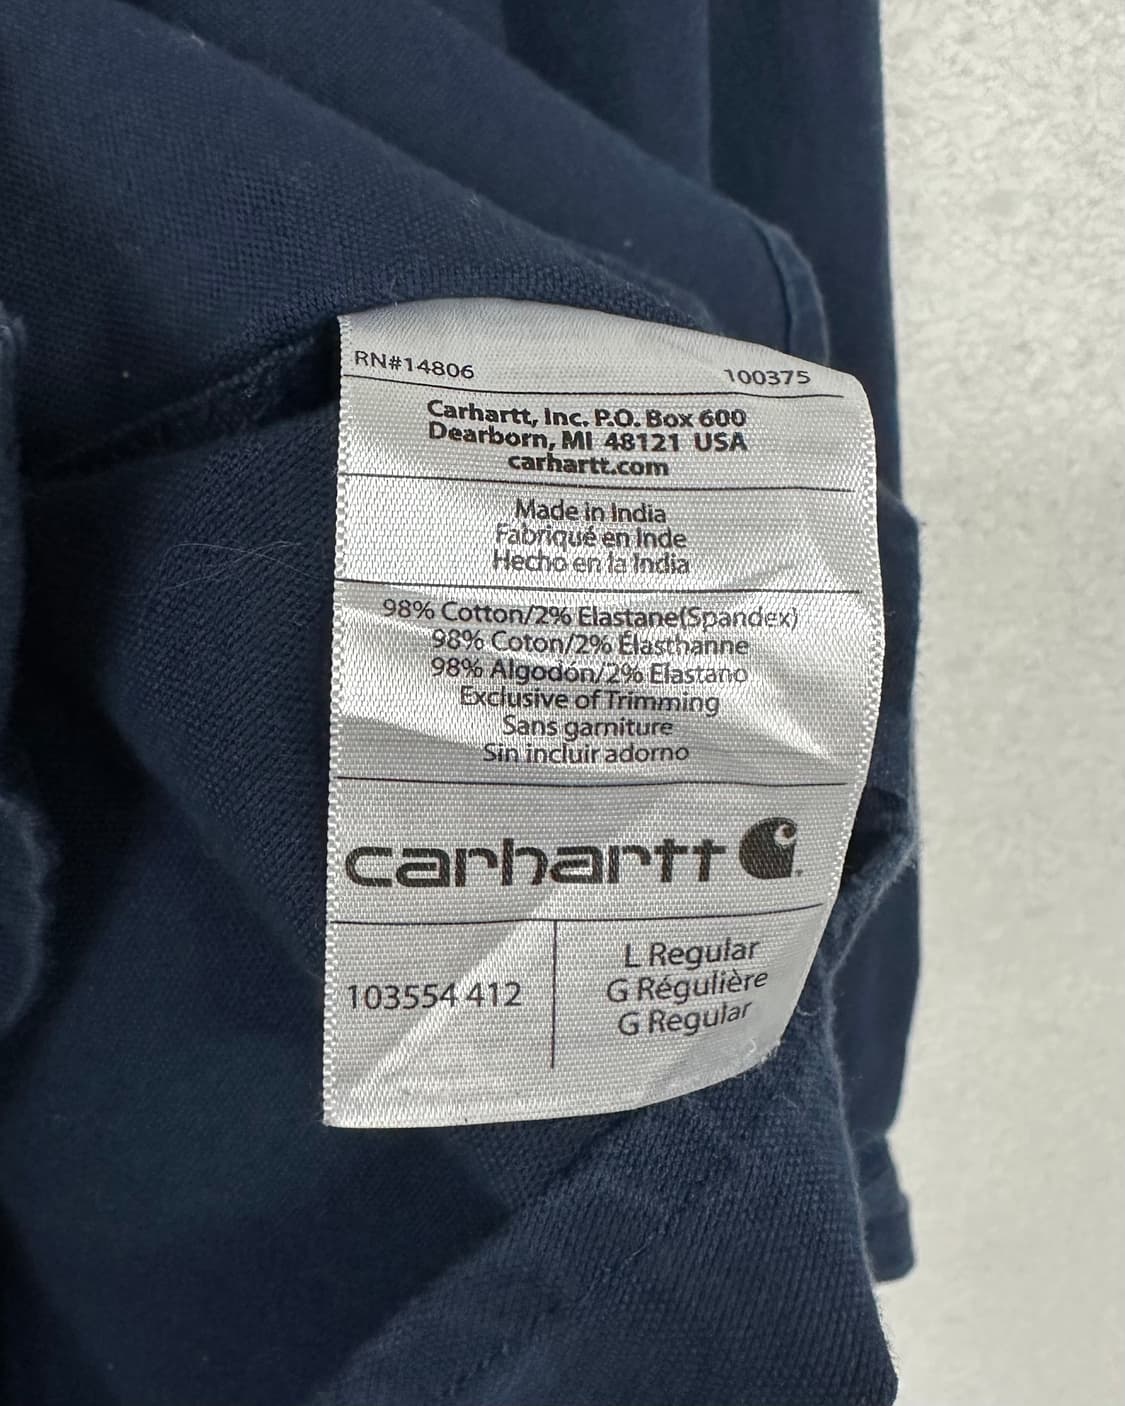 RN#14806 100375
Carhartt, Inc. P.O. Box 600
Dearborn, MI 48121 USA
carhartt.com
Made in India
Fabriqué en Inde
Hecho en la India
98% Cotton/2% Elastane(Spandex)
98% Coton/2% Élasthanne
98% Algodón/2% Elastano
Exclusive of Trimming
Sans garniture
Sin incluir adorno
carhartt
103554 412
L Regular
G Régulière
G Regular